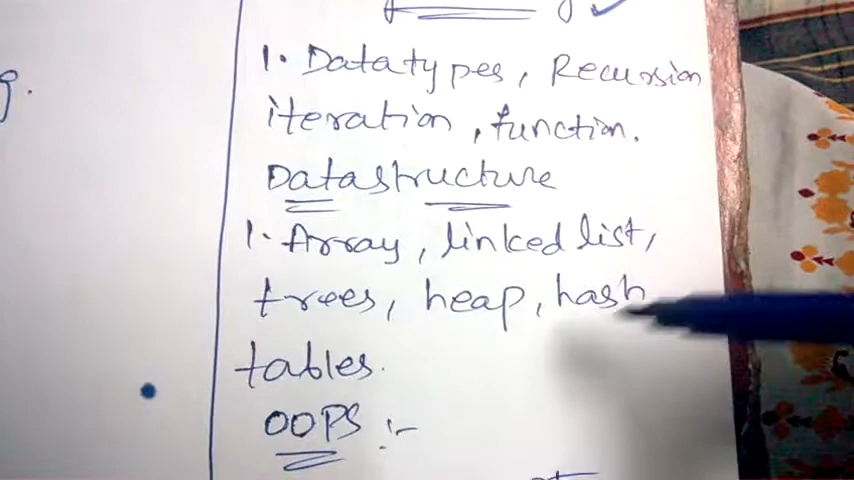 1. Datatypes, Recursion
iteration, function.
Datastructure
1. Array, linked list,
trees, heap, hash
tables.
OOPS :-